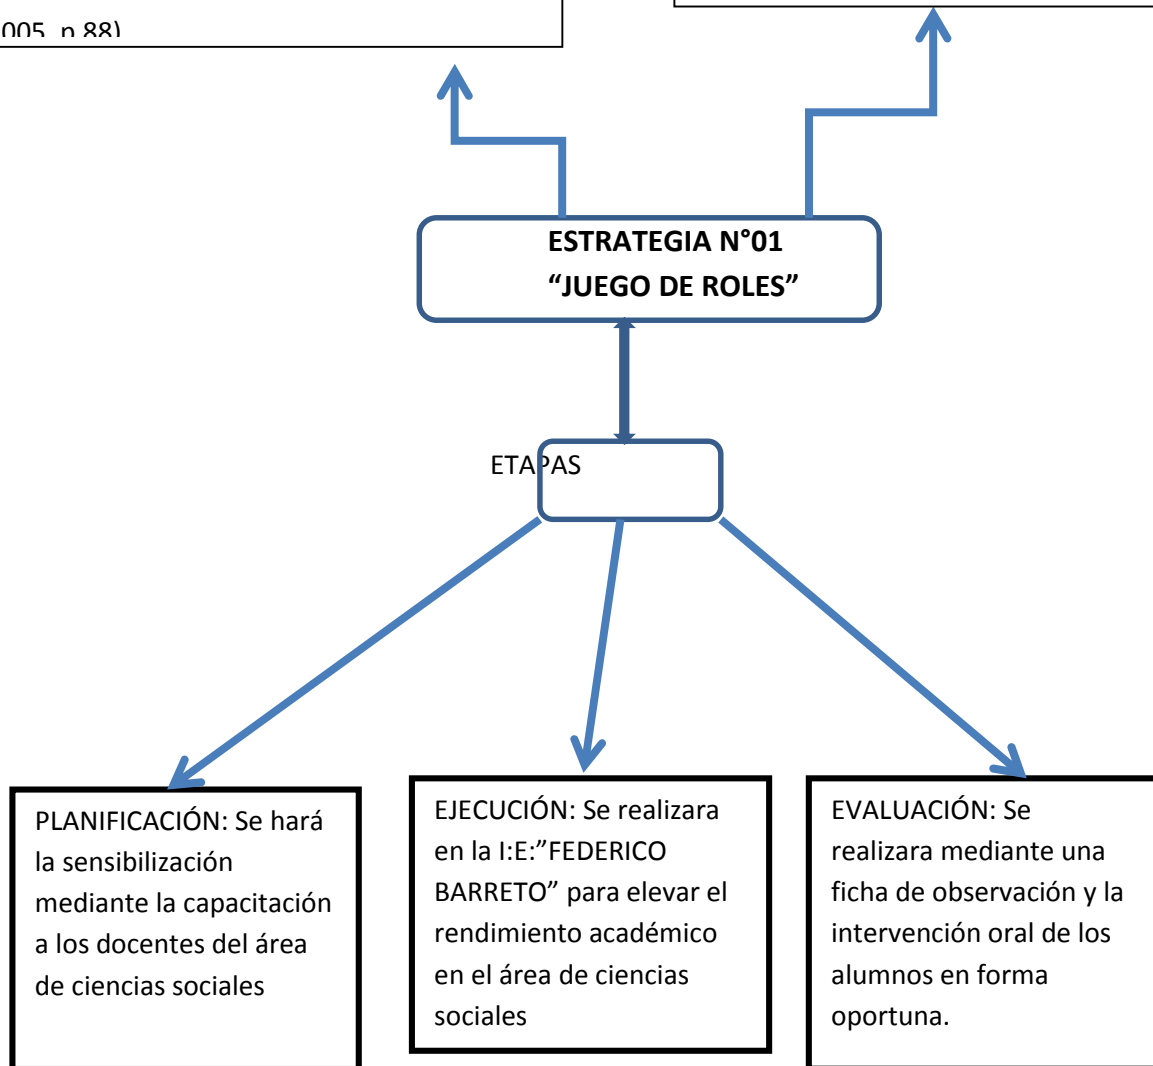 005, p.88)
ESTRATEGIA N°01
“JUEGO DE ROLES”
ETAPAS
PLANIFICACIÓN: Se hará
la sensibilización
mediante la capacitación
a los docentes del área
de ciencias sociales
EJECUCIÓN: Se realizara
en la I:E:”FEDERICO
BARRETO” para elevar el
rendimiento académico
en el área de ciencias
sociales
EVALUACIÓN: Se
realizara mediante una
ficha de observación y la
intervención oral de los
alumnos en forma
oportuna.